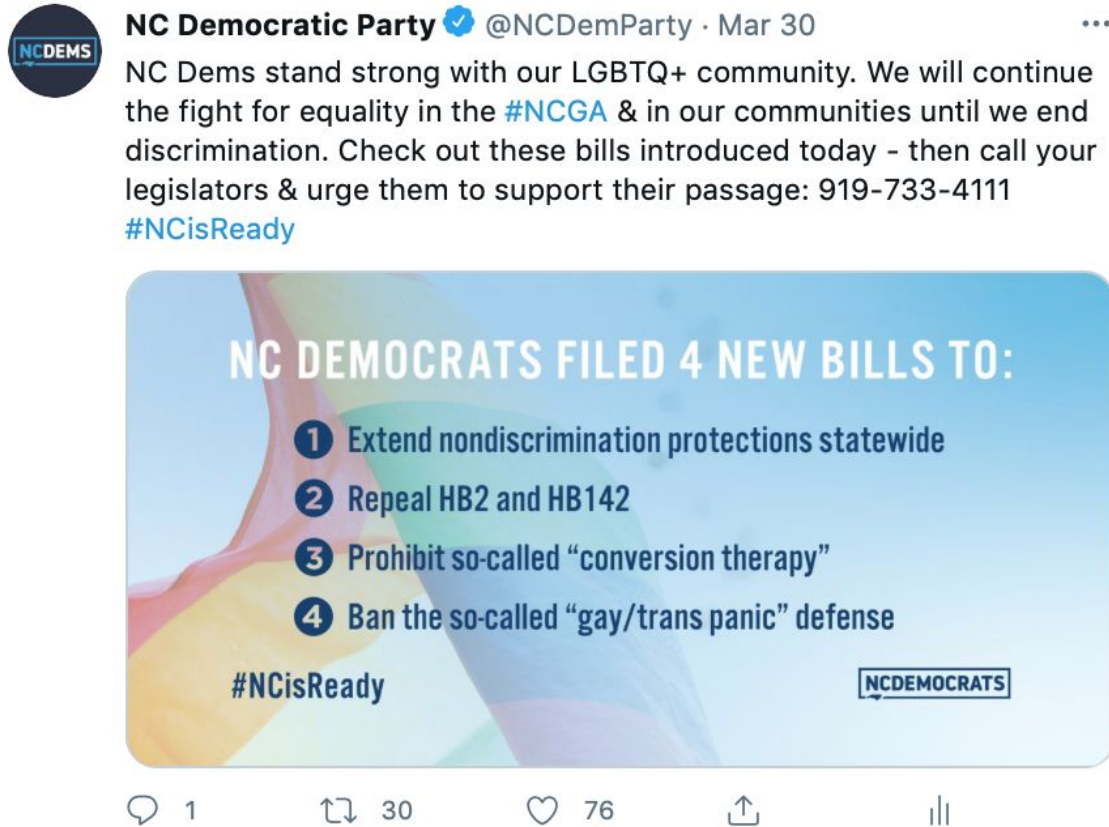 NCDEMS
NC Democratic Party @NCDemParty · Mar 30
NC Dems stand strong with our LGBTQ+ community. We will continue
the fight for equality in the #NCGA & in our communities until we end
discrimination. Check out these bills introduced today - then call your
legislators & urge them to support their passage: 919-733-4111
#NCisReady
NC DEMOCRATS FILED 4 NEW BILLS TO:
1 Extend nondiscrimination protections statewide
2 Repeal HB2 and HB142
3 Prohibit so-called “conversion therapy”
4 Ban the so-called “gay/trans panic” defense
#NCisReady
NCDEMOCRATS
1 30 76